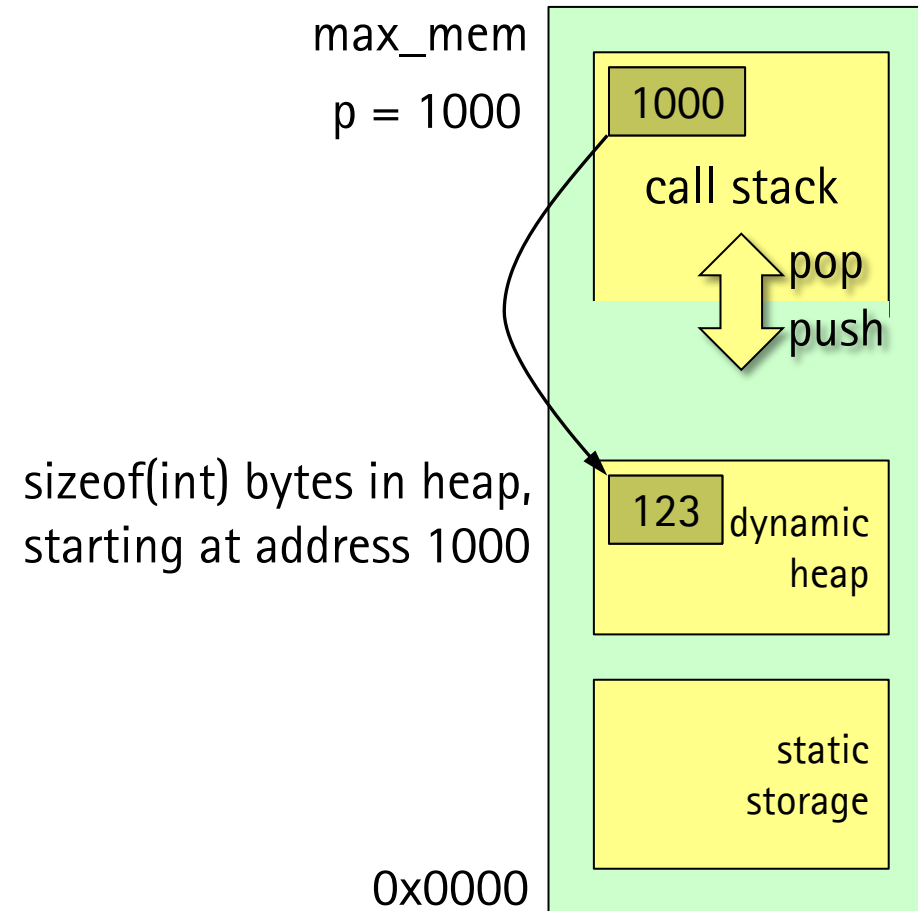 max_mem
p = 1000
1000
call stack
pop
push
sizeof(int) bytes in heap,
starting at address 1000
123
dynamic
heap
static
storage
0x0000